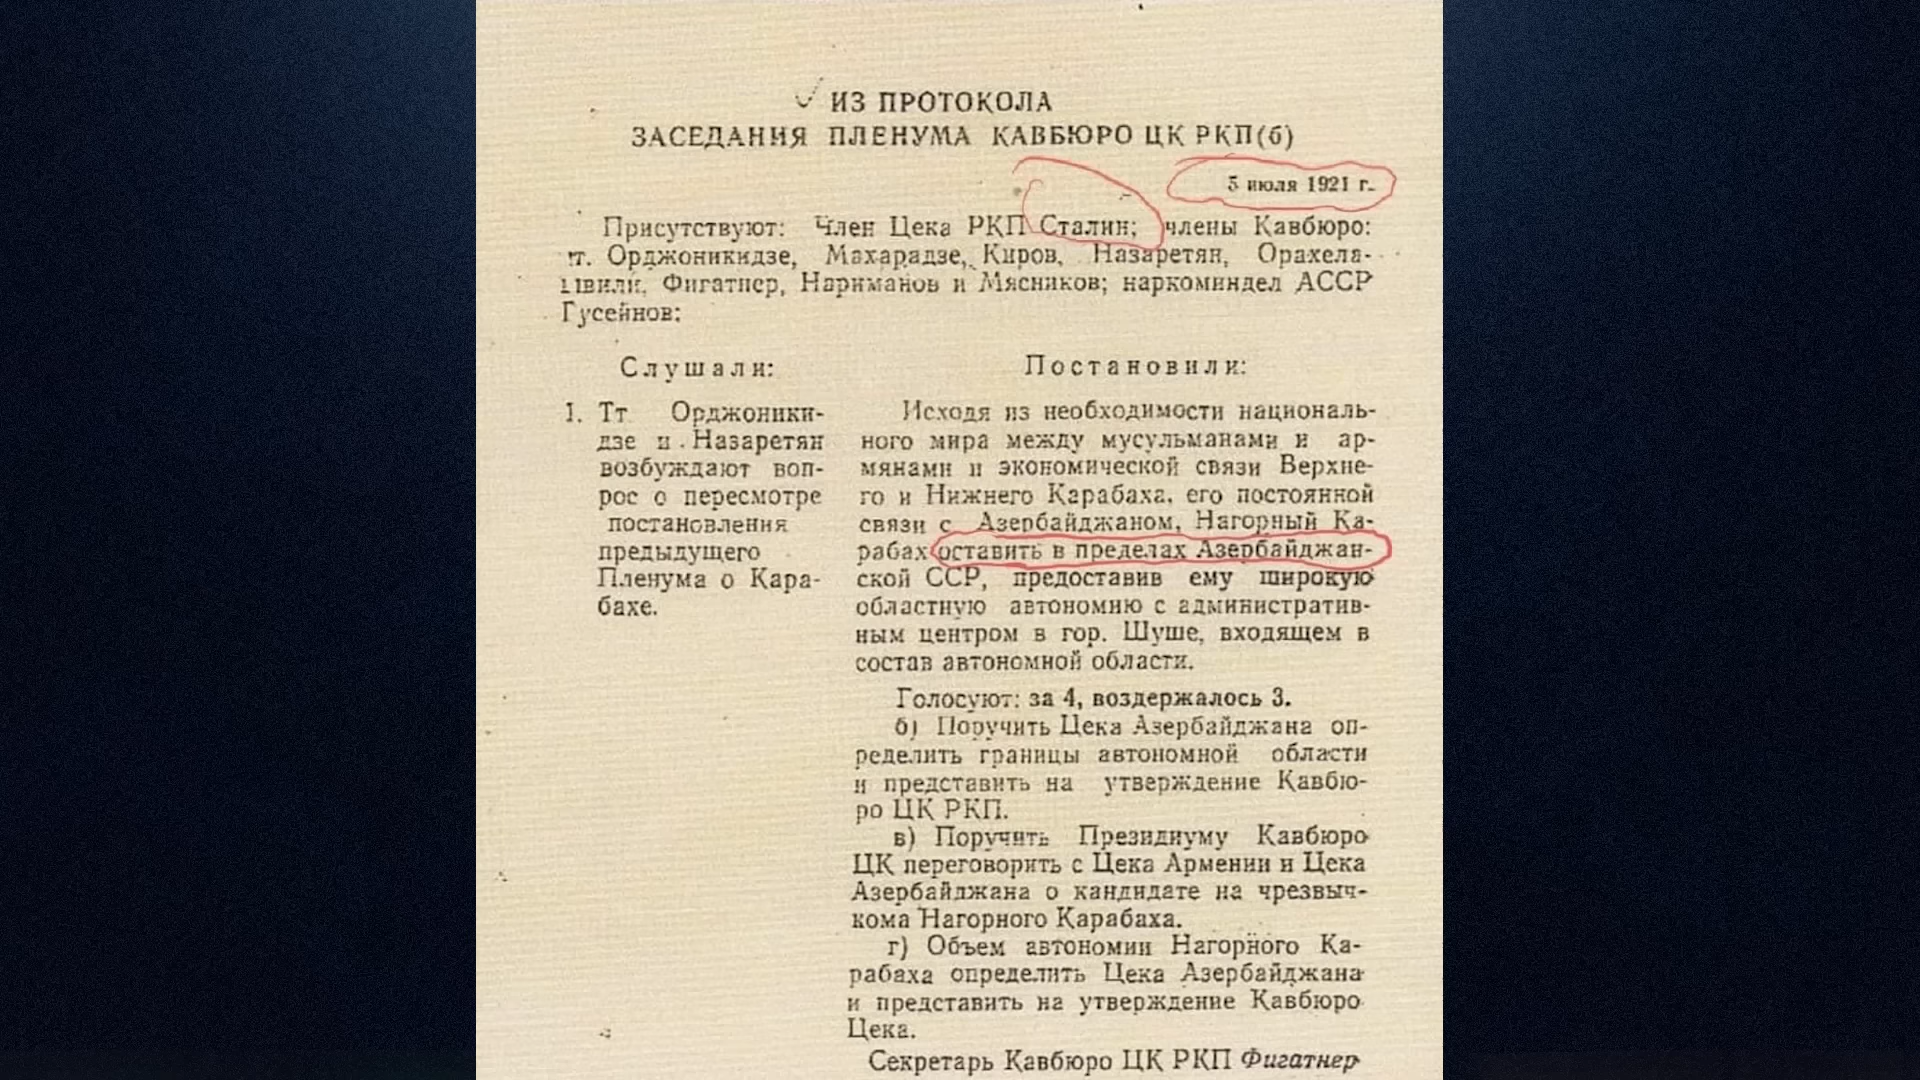 ИЗ ПРОТОКОЛА
ЗАСЕДАНИЯ ПЛЕНУМА КАВБЮРО ЦК РКП(б)
5 июля 1921 г.
Присутствуют: Член Цека РКП Сталин; члены Кавбюро:
тт. Орджоникидзе, Махарадзе, Киров, Назаретян, Орахела-
швили, Фигатнер, Нариманов и Мясников; наркоминдел АССР
Гусейнов:
Слушали:
1. Тт Орджоники-
дзе и Назаретян
возбуждают воп-
рос о пересмотре
постановления
предыдущего
Пленума о Кара-
бахе.
Постановили:
Исходя из необходимости националь-
ного мира между мусульманами и ар-
мянами и экономической связи Верхне-
го и Нижнего Карабаха, его постоянной
связи с Азербайджаном, Нагорный Ка-
рабах оставить в пределах Азербайджан-
ской ССР, предоставив ему широкую
областную автономию с административ-
ным центром в гор. Шуше, входящем в
состав автономной области.
Голосуют: за 4, воздержалось 3.
б) Поручить Цека Азербайджана оп-
ределить границы автономной области
и представить на утверждение Кавбю-
ро ЦК РКП.
в) Поручить Президиуму Кавбюро
ЦК переговорить с Цека Армении и Цека
Азербайджана о кандидате на чрезвыч-
кома Нагорного Карабаха.
г) Объем автономии Нагорного Ка-
рабаха определить Цека Азербайджана
и представить на утверждение Кавбюро
Цека.
Секретарь Кавбюро ЦК РКП Фигатнер